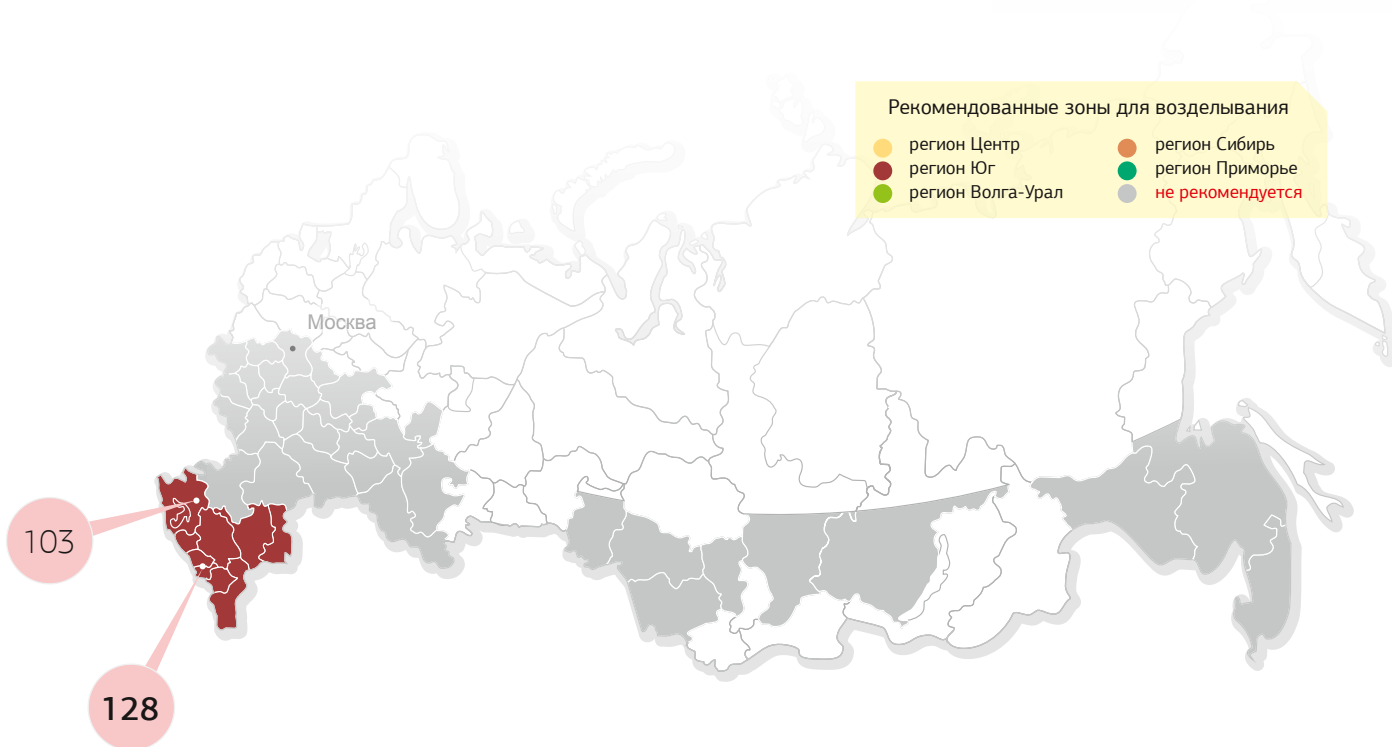 Рекомендованные зоны для возделывания
регион Центр
регион Юг
регион Волга-Урал
регион Сибирь
регион Приморье
не рекомендуется
Москва
103
128